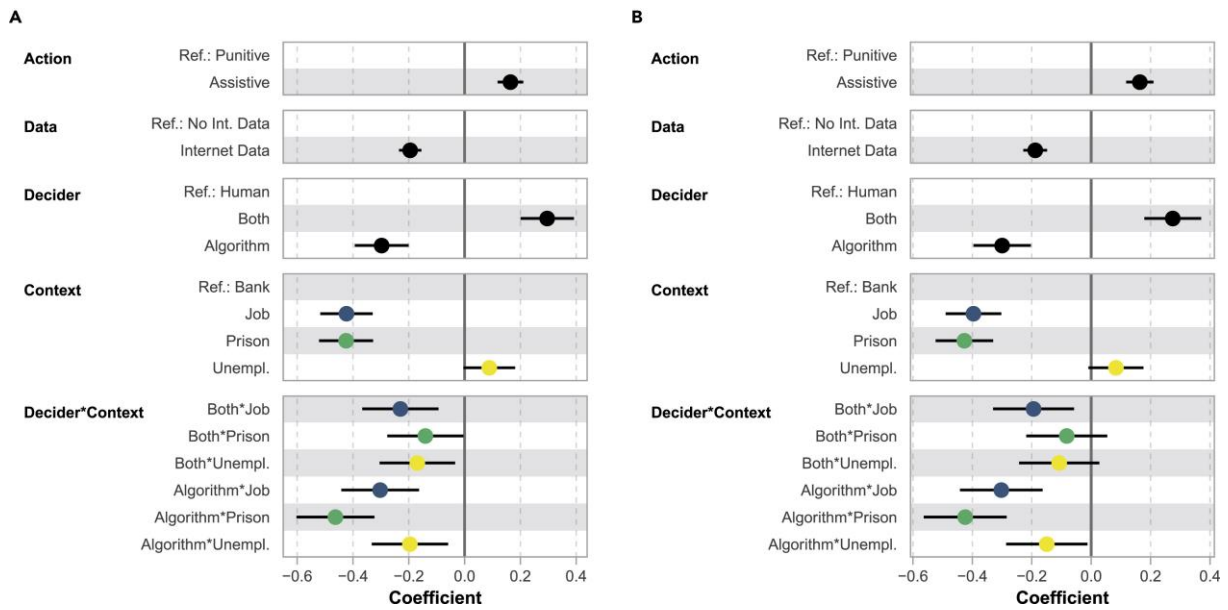 A
Action
Ref.: Punitive
Assistive
Data
Ref.: No Int. Data
Internet Data
Decider
Ref.: Human
Both
Algorithm
Context
Ref.: Bank
Job
Prison
Unempl.
Decider*Context
Both*Job
Both*Prison
Both*Unempl.
Algorithm*Job
Algorithm*Prison
Algorithm*Unempl.
−0.6 −0.4 −0.2 0.0 0.2 0.4
Coefficient
B
Action
Ref.: Punitive
Assistive
Data
Ref.: No Int. Data
Internet Data
Decider
Ref.: Human
Both
Algorithm
Context
Ref.: Bank
Job
Prison
Unempl.
Decider*Context
Both*Job
Both*Prison
Both*Unempl.
Algorithm*Job
Algorithm*Prison
Algorithm*Unempl.
−0.6 −0.4 −0.2 0.0 0.2 0.4
Coefficient